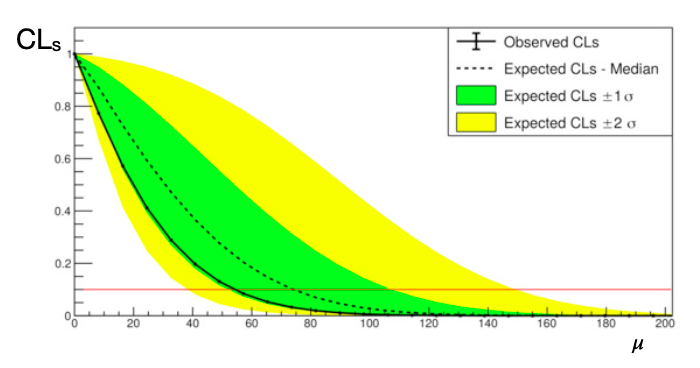 CLs
Observed CLs
Expected CLs - Median
Expected CLs ±1 σ
Expected CLs ±2 σ
1
0.8
0.6
0.4
0.2
0
0 20 40 60 80 100 120 140 160 180 200
μ